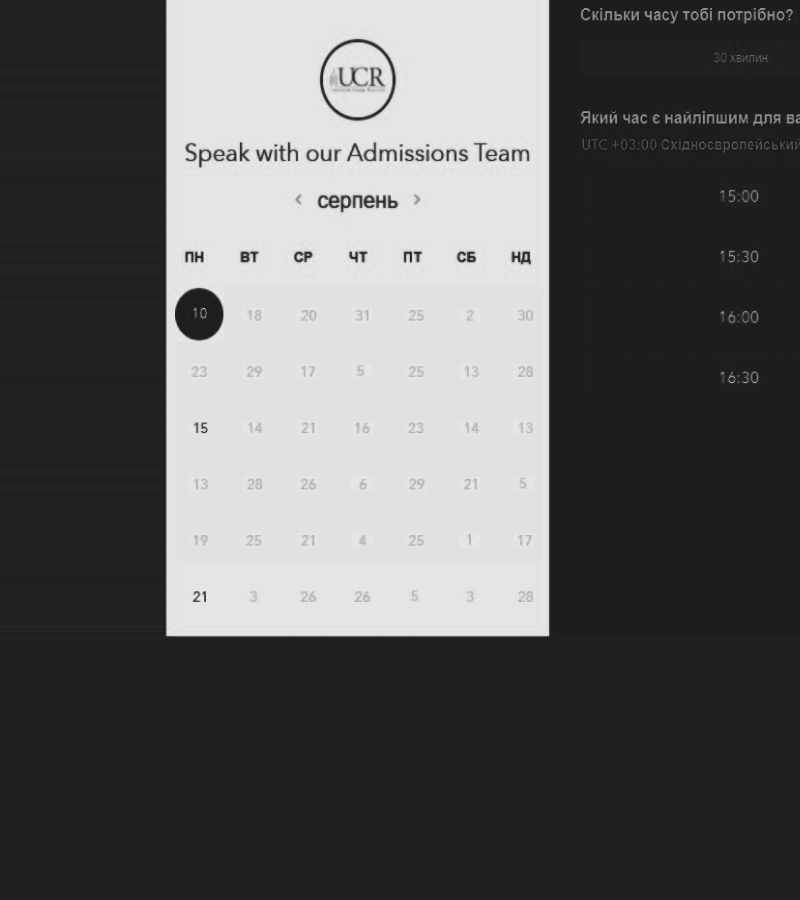 UCR
Speak with our Admissions Team
< серпень >
ПН ВТ СР ЧТ ПТ СБ НД
10 18 20 31 25 2 30
23 29 17 5 25 13 28
15 14 21 16 23 14 13
13 28 26 6 29 21 5
19 25 21 4 25 1 17
21 3 26 26 5 3 28
Скільки часу тобі потрібно?
30 хвилин
Який час є найліпшим для ва
UTC +03:00 Східноєвропейський
15:00
15:30
16:00
16:30